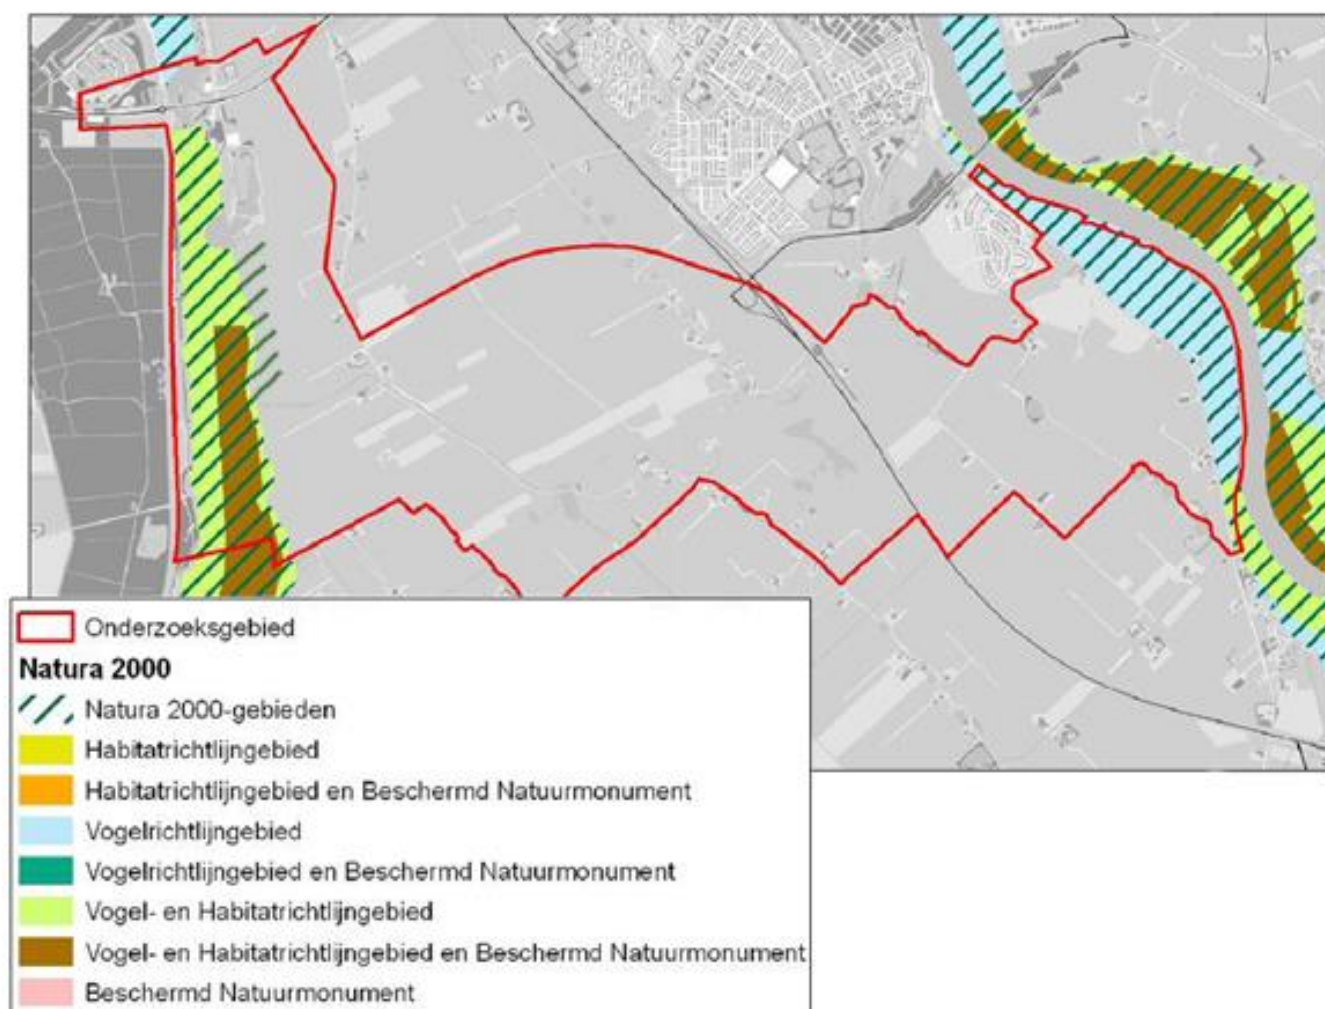 Onderzoeksgebied
Natura 2000
Natura 2000-gebieden
Habitatrichtlijngebied
Habitatrichtlijngebied en Beschermd Natuurmonument
Vogelrichtlijngebied
Vogelrichtlijngebied en Beschermd Natuurmonument
Vogel- en Habitatrichtlijngebied
Vogel- en Habitatrichtlijngebied en Beschermd Natuurmonument
Beschermd Natuurmonument